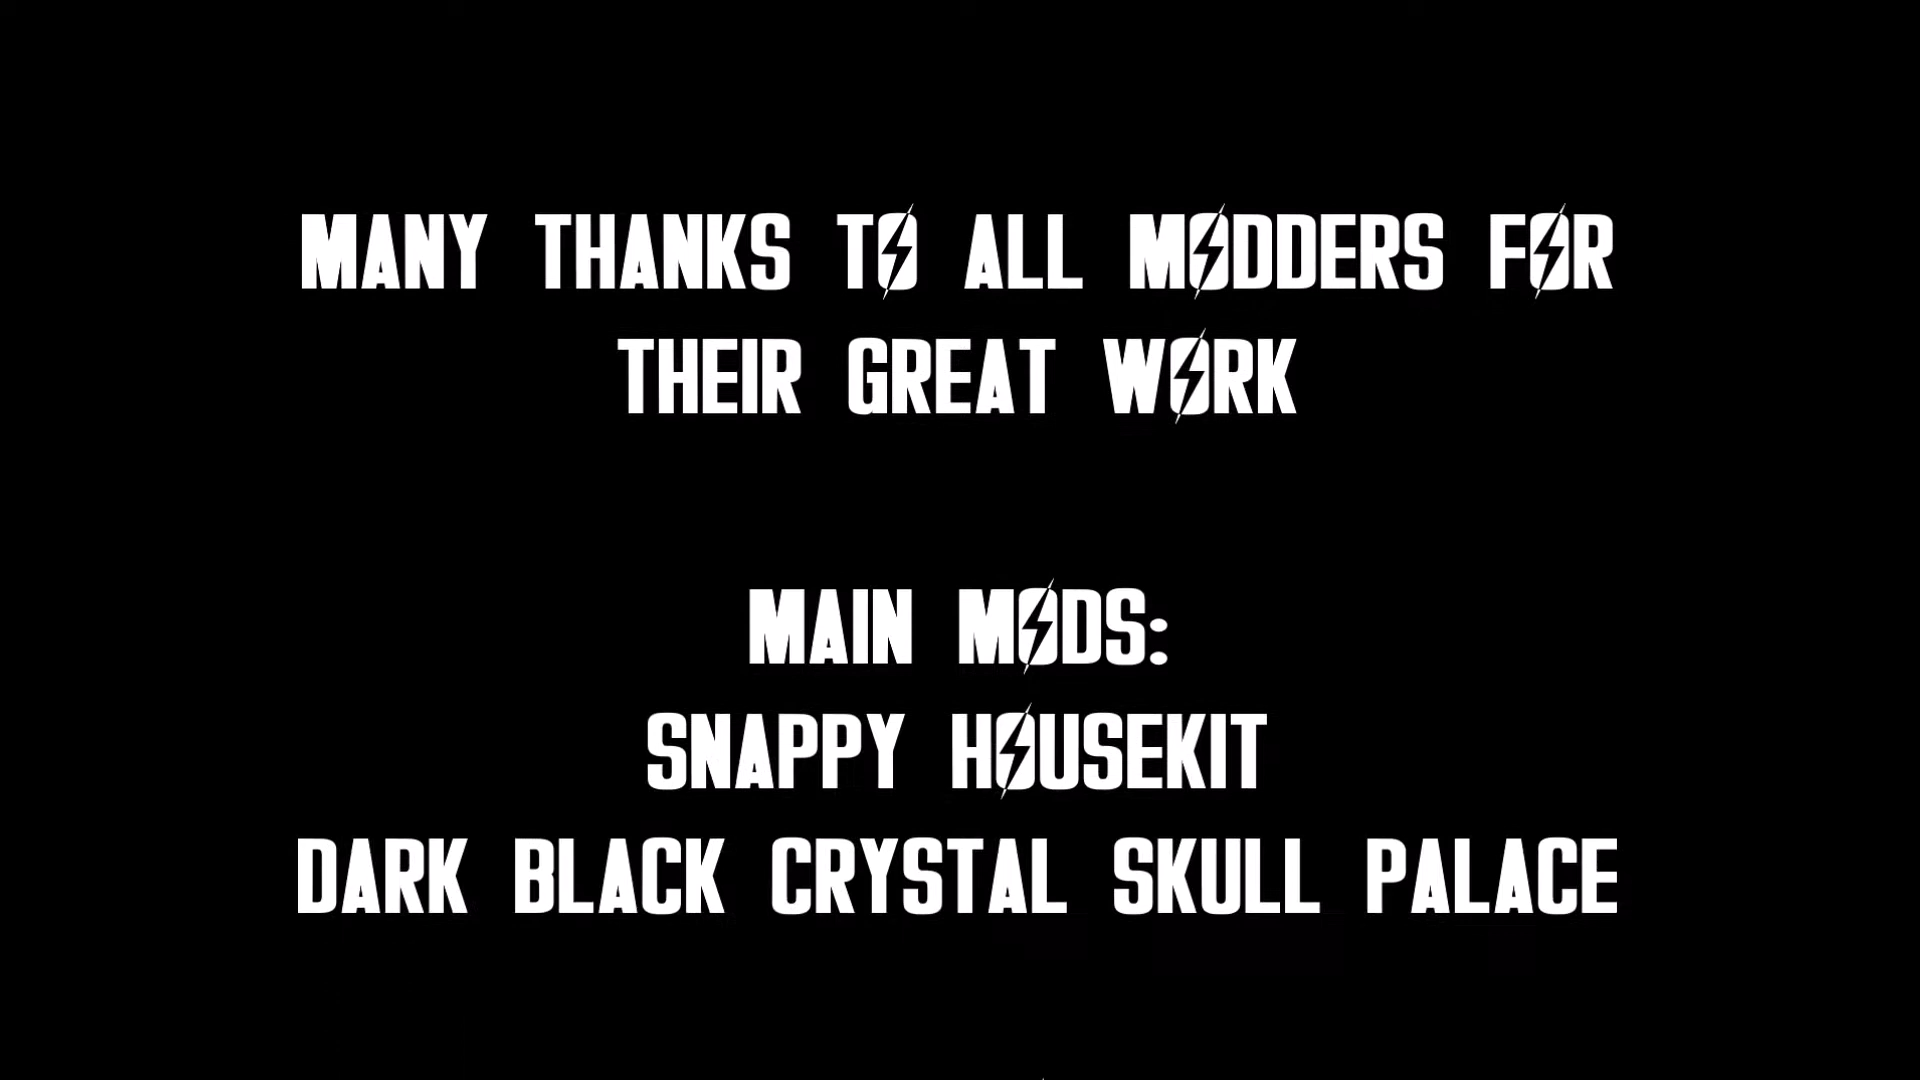 MANY THANKS TO ALL MODDERS FOR
THEIR GREAT WORK
MAIN MODS:
SNAPPY HOUSEKIT
DARK BLACK CRYSTAL SKULL PALACE